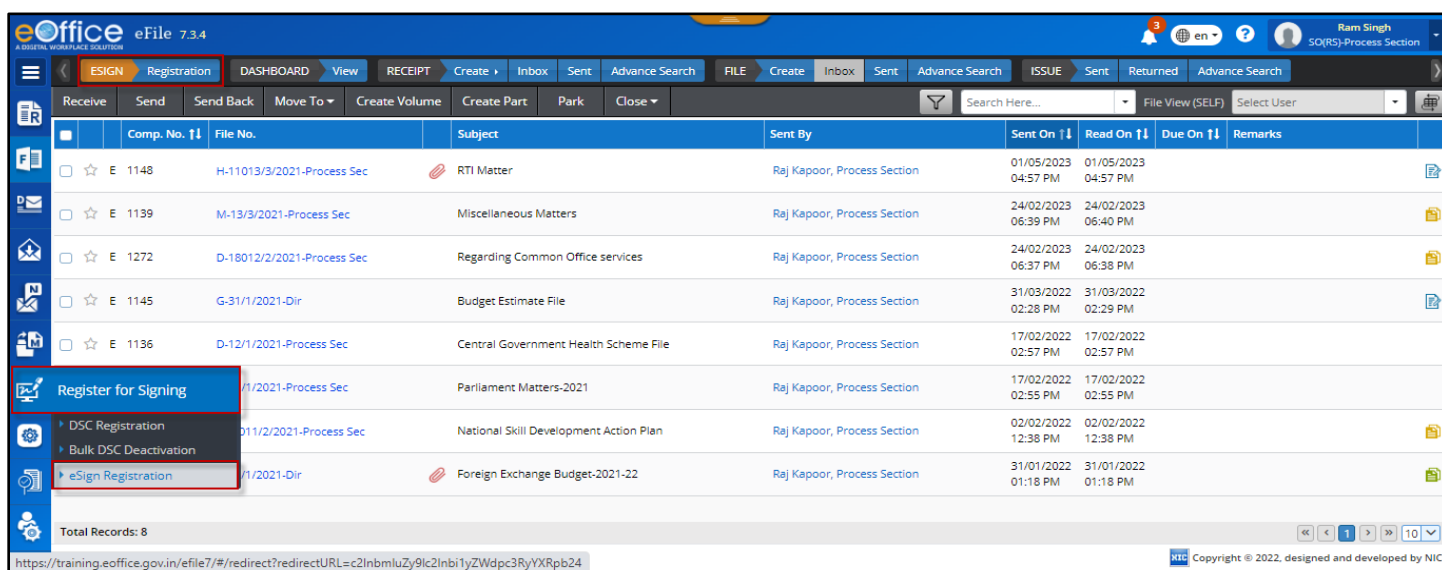 eOffice eFile 7.3.4
A DIGITAL WORKPLACE SOLUTION
3 en ? Ram Singh
SO(RS)-Process Section
ESIGN Registration DASHBOARD View RECEIPT Create Inbox Sent Advance Search FILE Create Inbox Sent Advance Search ISSUE Sent Returned Advance Search
Receive Send Send Back Move To Create Volume Create Part Park Close Search Here... File View (SELF) Select User
Comp. No. File No. Subject Sent By Sent On Read On Due On Remarks
E 1148 H-11013/3/2021-Process Sec RTI Matter Raj Kapoor, Process Section 01/05/2023 01/05/2023
04:57 PM 04:57 PM
E 1139 M-13/3/2021-Process Sec Miscellaneous Matters Raj Kapoor, Process Section 24/02/2023 24/02/2023
06:39 PM 06:40 PM
E 1272 D-18012/2/2021-Process Sec Regarding Common Office services Raj Kapoor, Process Section 24/02/2023 24/02/2023
06:37 PM 06:38 PM
E 1145 G-31/1/2021-Dir Budget Estimate File Raj Kapoor, Process Section 31/03/2022 31/03/2022
02:28 PM 02:29 PM
E 1136 D-12/1/2021-Process Sec Central Government Health Scheme File Raj Kapoor, Process Section 17/02/2022 17/02/2022
02:57 PM 02:57 PM
Register for Signing /1/2021-Process Sec Parliament Matters-2021 Raj Kapoor, Process Section 17/02/2022 17/02/2022
02:55 PM 02:55 PM
DSC Registration 011/2/2021-Process Sec National Skill Development Action Plan Raj Kapoor, Process Section 02/02/2022 02/02/2022
12:38 PM 12:38 PM
Bulk DSC Deactivation
eSign Registration /1/2021-Dir Foreign Exchange Budget-2021-22 Raj Kapoor, Process Section 31/01/2022 31/01/2022
01:18 PM 01:18 PM
Total Records: 8 « < 1 > » 10
https://training.eoffice.gov.in/efile7/#/redirect?redirectURL=c2lnbmluZy9lc2lnbi1yZWdpc3RyYXRpb24
NIC Copyright © 2022, designed and developed by NIC